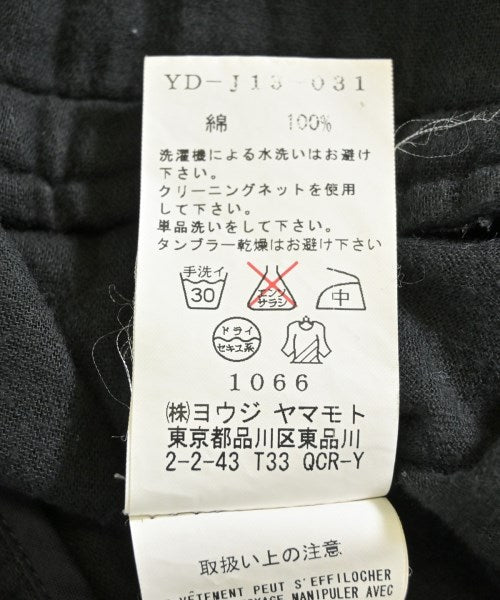 YD-J13-031
綿 100%
洗濯機による水洗いはお避け
下さい。
クリーニングネットを使用
して下さい。
単品洗いをして下さい。
タンブラー乾燥はお避け下さい
手洗イ
30
エンソ
サラシ
中
ドライ
セキユ系
1066
㈱ヨウジ ヤマモト
東京都品川区東品川
2-2-43 T33 QCR-Y
取扱い上の注意
VÊTEMENT PEUT S'EFFILOCHER
MANIPULER AVEC